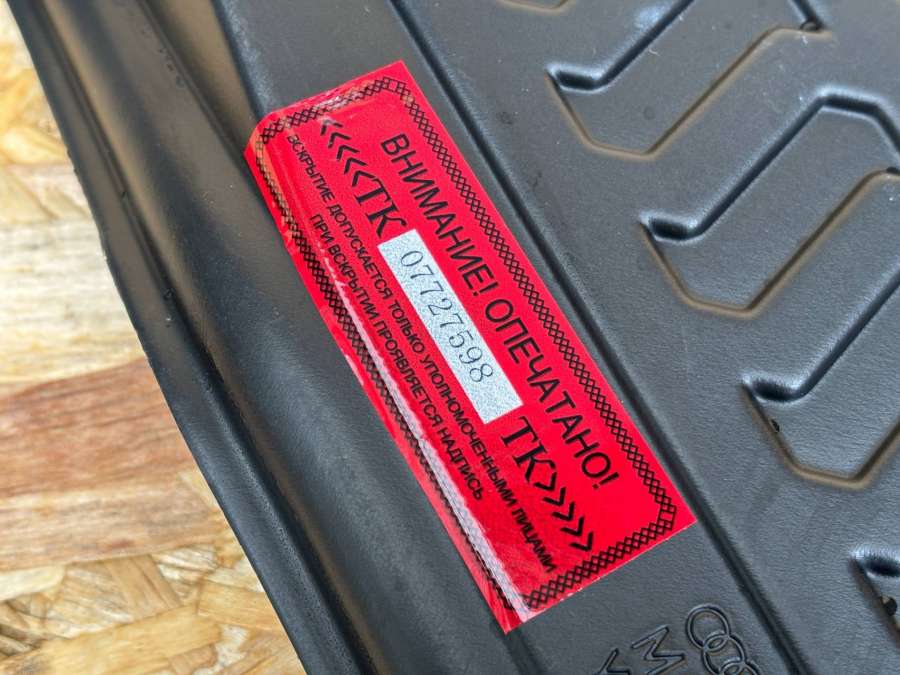 ВНИМАНИЕ! ОПЕЧАТАНО!
<<<<<ТК 07727598 ТК>>>>>
ВСКРЫТИЕ ДОПУСКАЕТСЯ ТОЛЬКО УПОЛНОМОЧЕННЫМИ ЛИЦАМИ
ПРИ ВСКРЫТИИ ПРОЯВЛЯЕТСЯ НАДПИСЬ